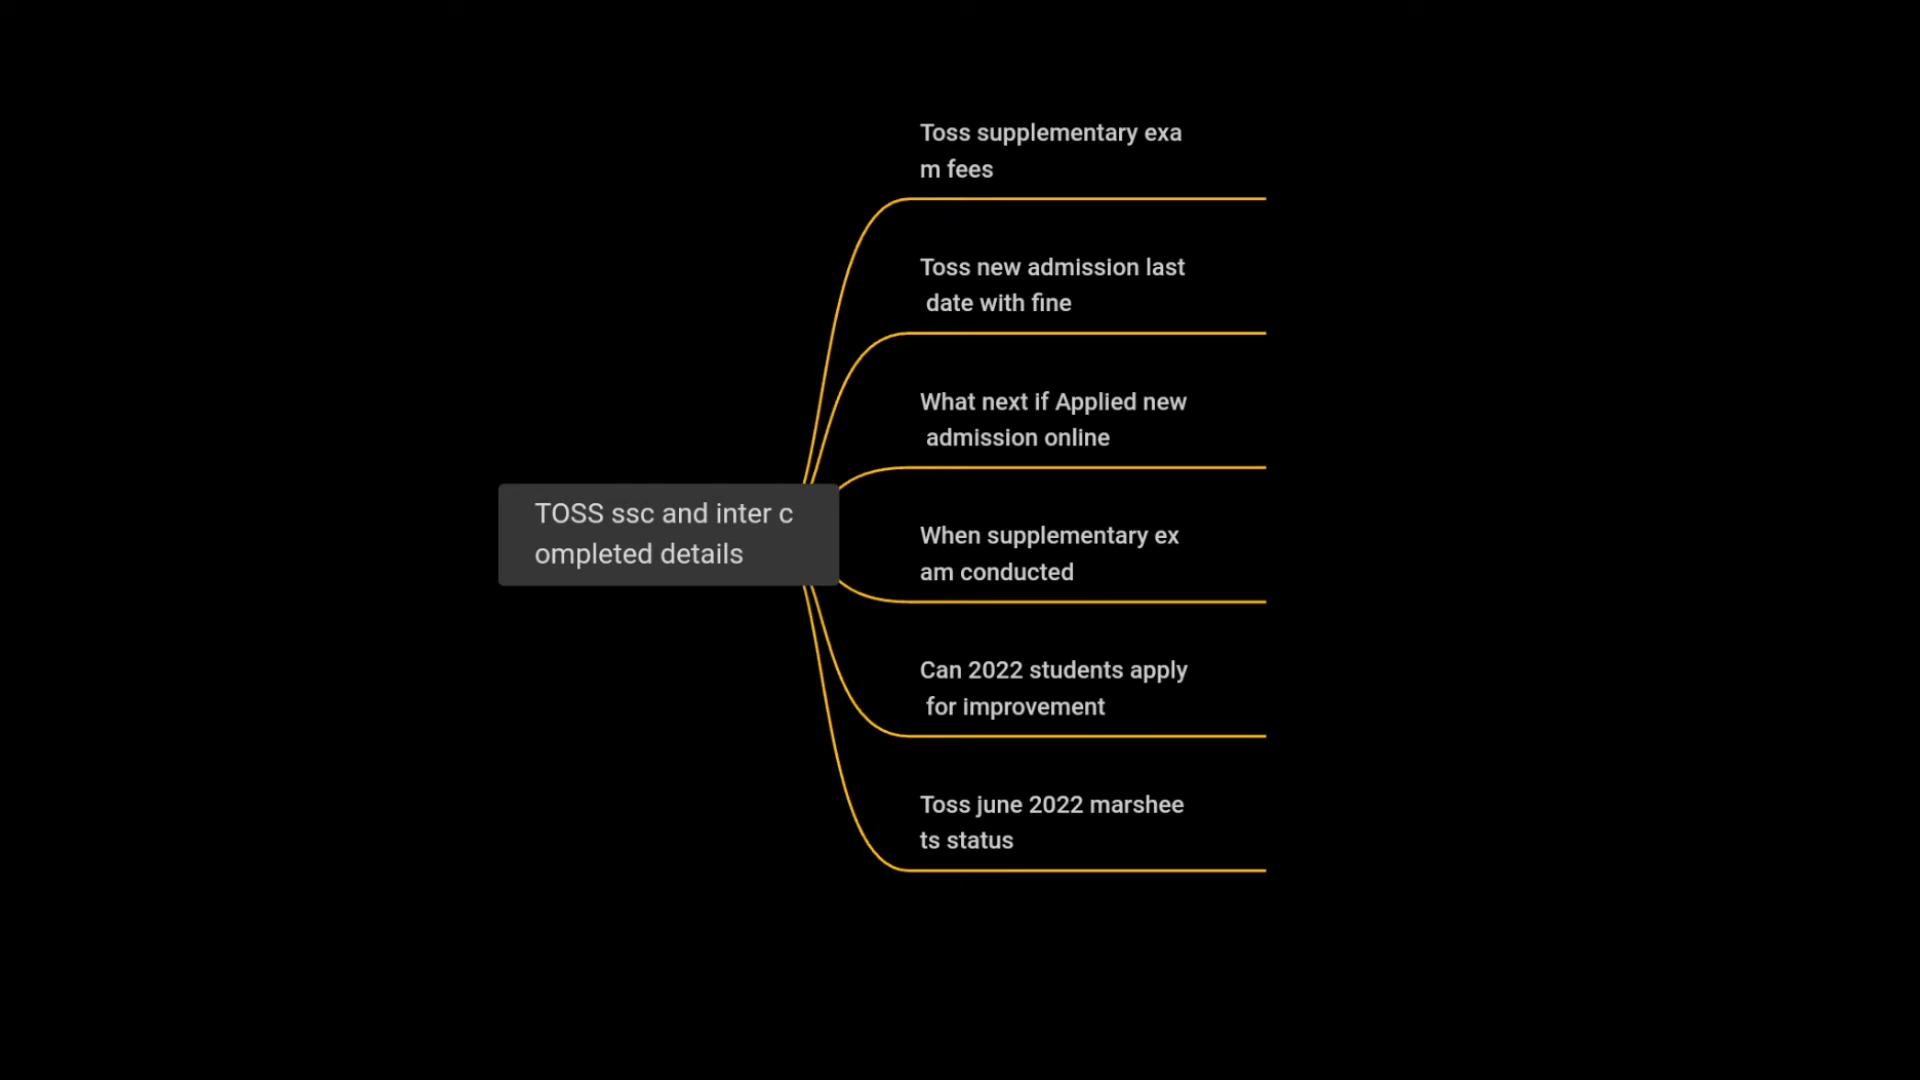 Toss supplementary exa
m fees
Toss new admission last
date with fine
What next if Applied new
admission online
TOSS ssc and inter c
ompleted details
When supplementary ex
am conducted
Can 2022 students apply
for improvement
Toss june 2022 marshee
ts status